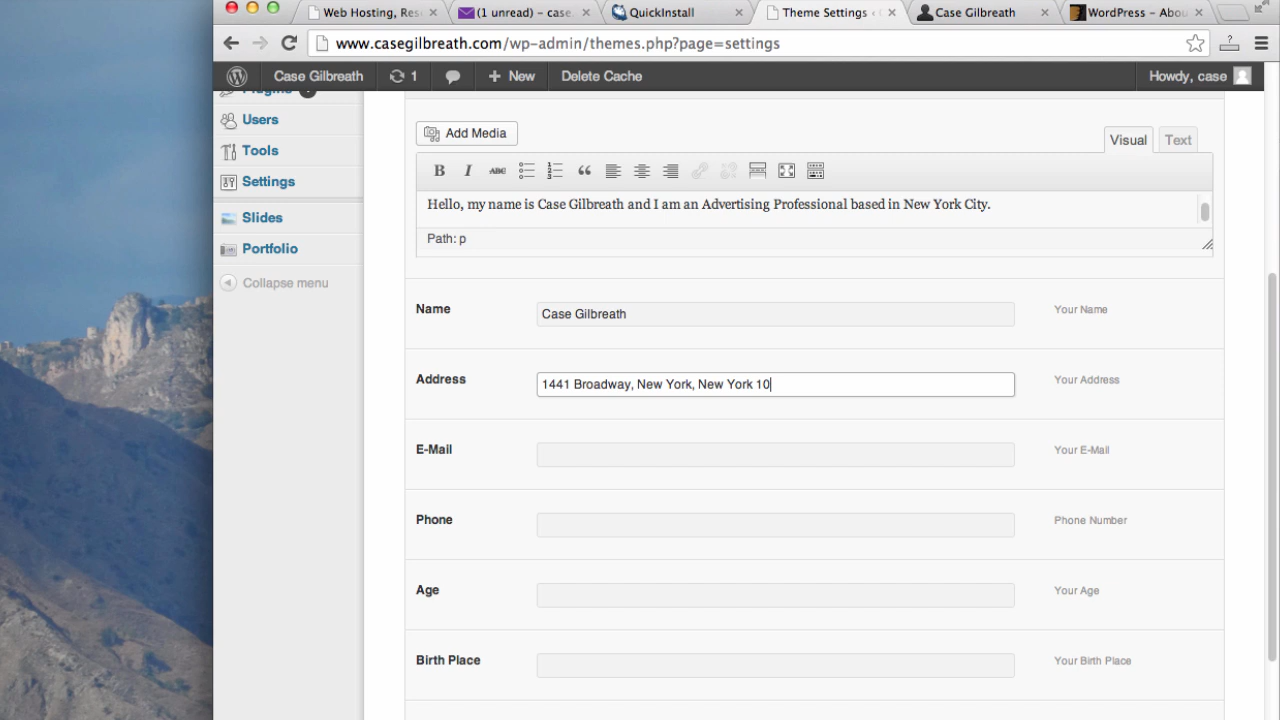 Web Hosting, Res
(1 unread) – case
QuickInstall
Theme Settings ‹
Case Gilbreath
WordPress – Abou
www.casegilbreath.com/wp-admin/themes.php?page=settings
Case Gilbreath
1
New
Delete Cache
Howdy, case
Plugins
Users
Tools
Settings
Slides
Portfolio
Collapse menu
Add Media
Visual
Text
B
I
ABC
Hello, my name is Case Gilbreath and I am an Advertising Professional based in New York City.
Path: p
Name
Case Gilbreath
Your Name
Address
1441 Broadway, New York, New York 10
Your Address
E-Mail
Your E-Mail
Phone
Phone Number
Age
Your Age
Birth Place
Your Birth Place